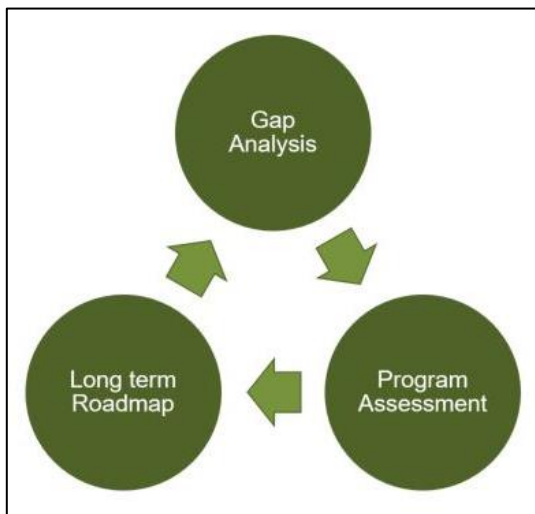 Gap
Analysis
Program
Assessment
Long term
Roadmap